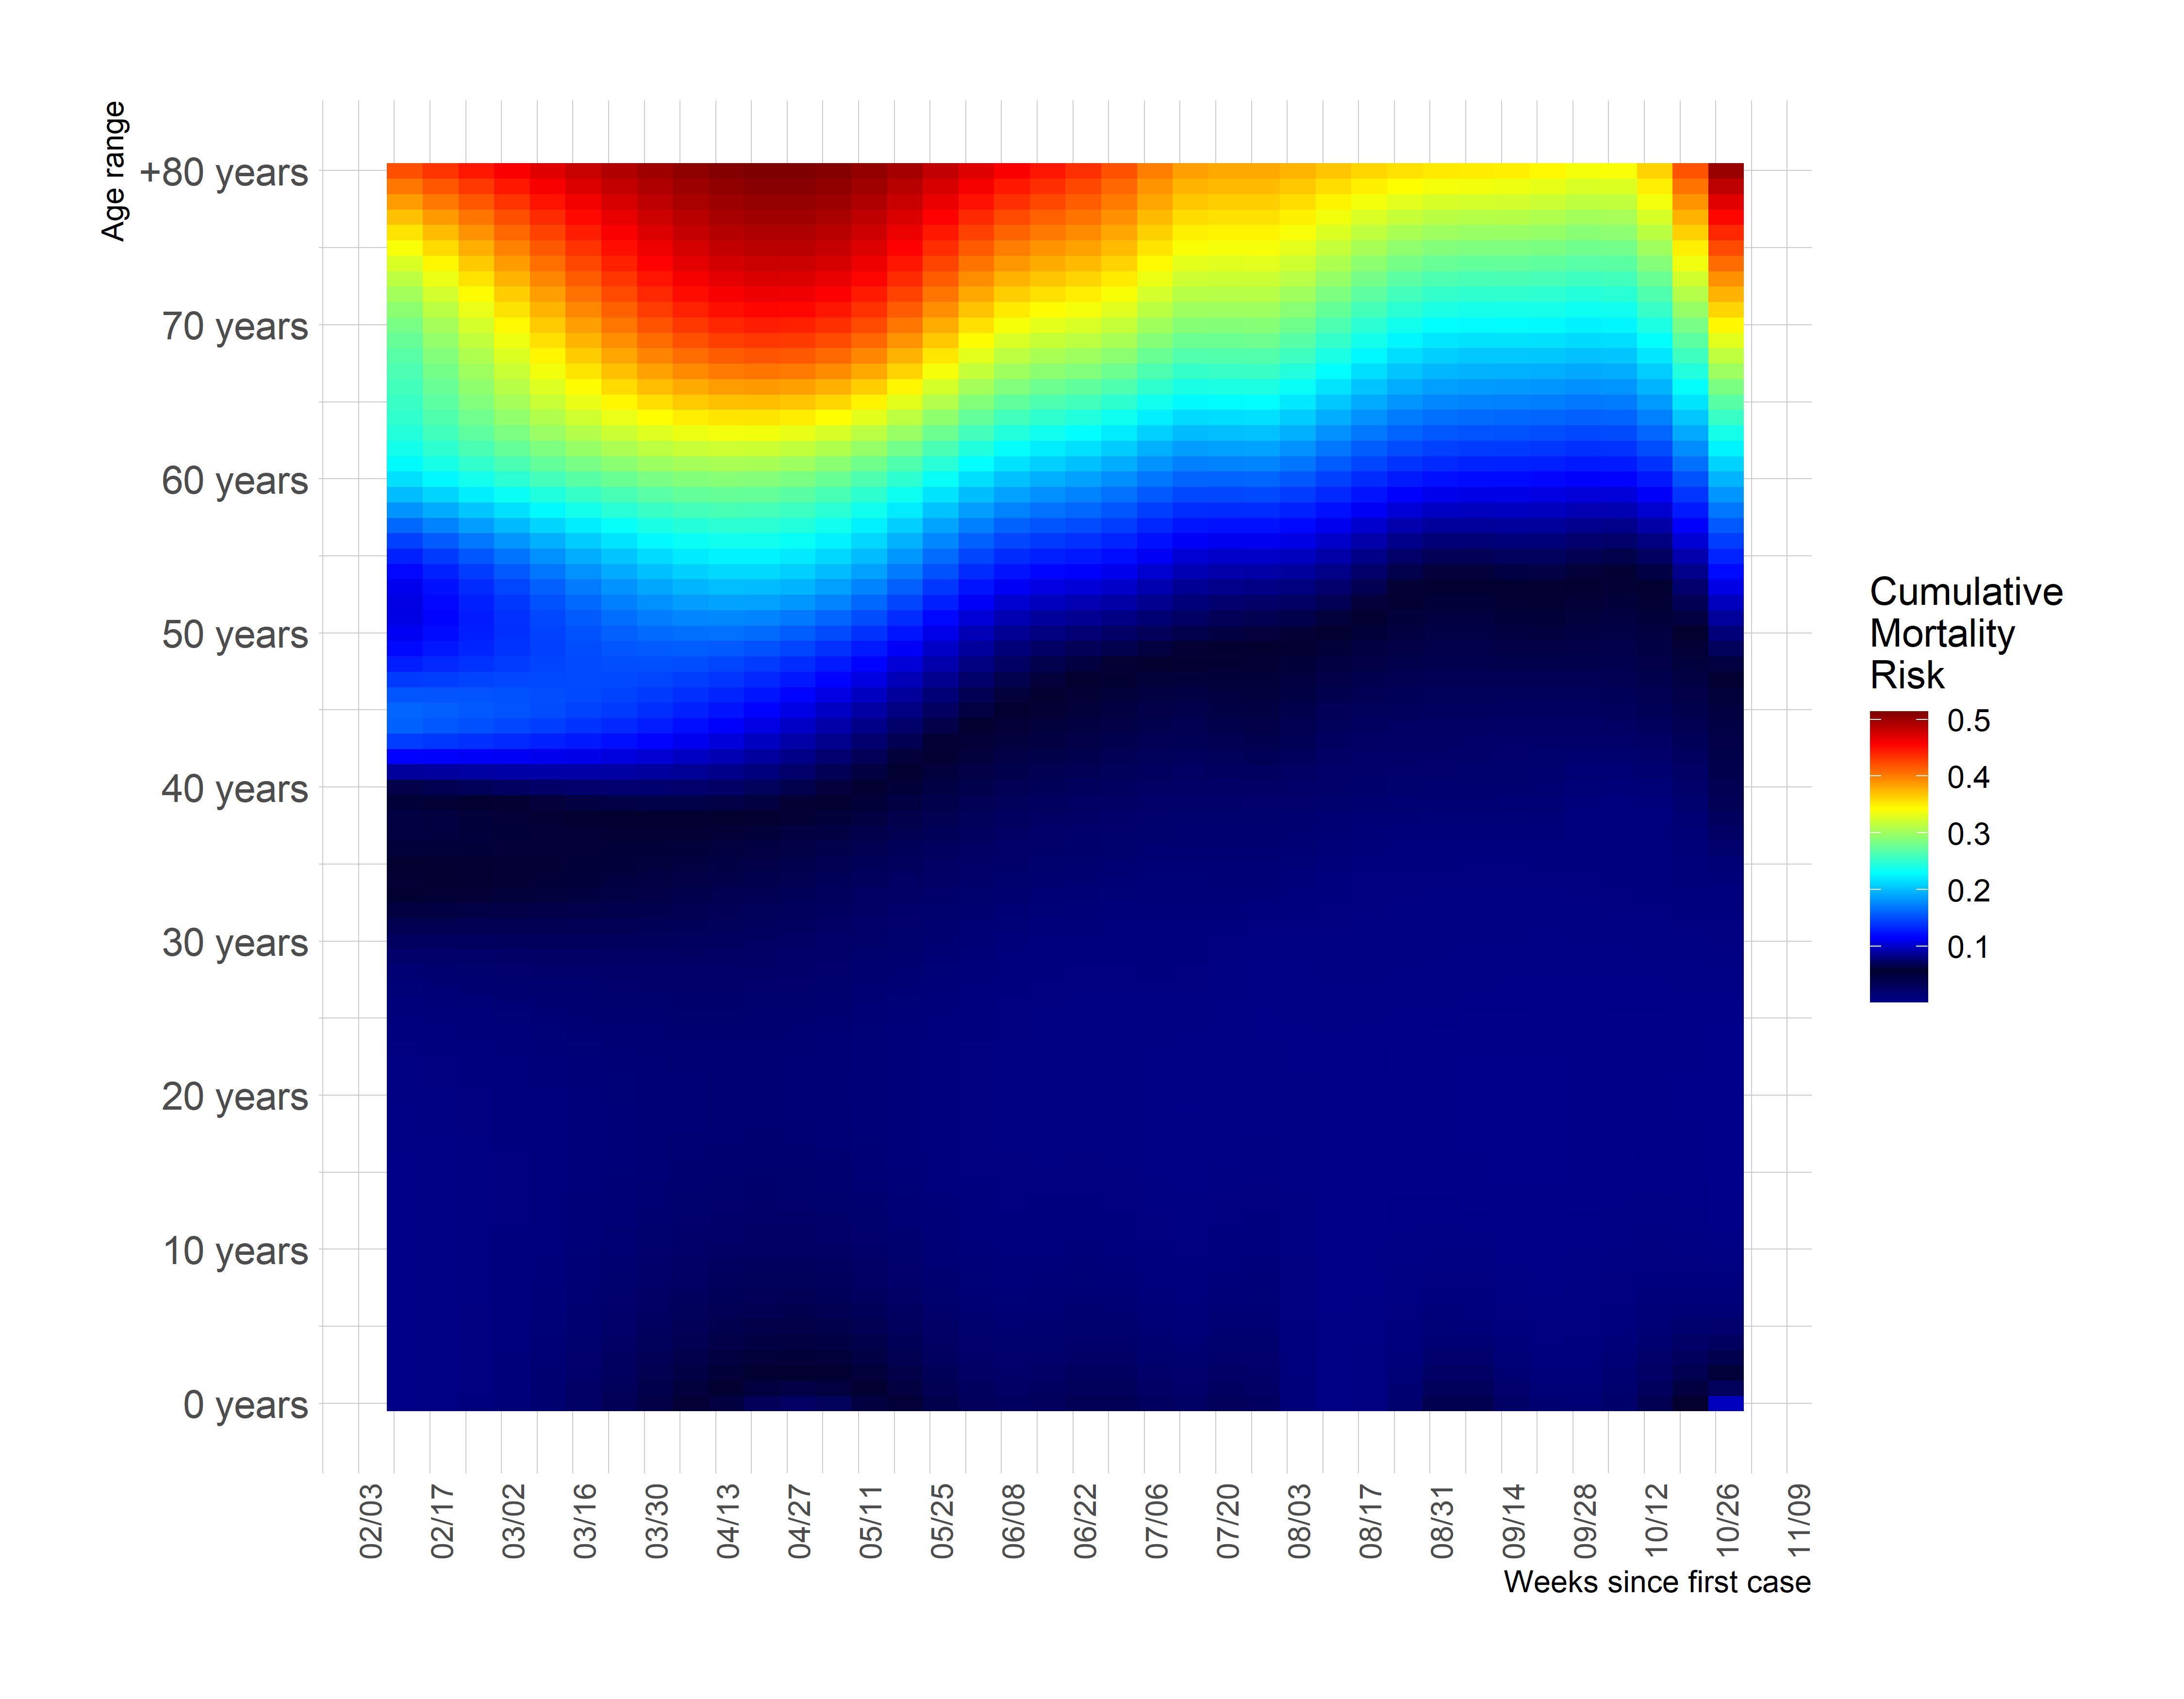 Age range
+80 years
70 years
60 years
50 years
40 years
30 years
20 years
10 years
0 years
02/03
02/17
03/02
03/16
03/30
04/13
04/27
05/11
05/25
06/08
06/22
07/06
07/20
08/03
08/17
08/31
09/14
09/28
10/12
10/26
11/09
Weeks since first case
Cumulative
Mortality
Risk
0.5
0.4
0.3
0.2
0.1